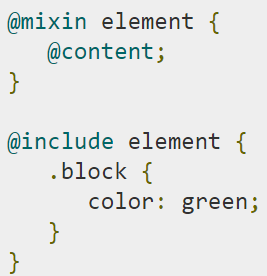 @mixin element {
@content;
}
@include element {
.block {
color: green;
}
}